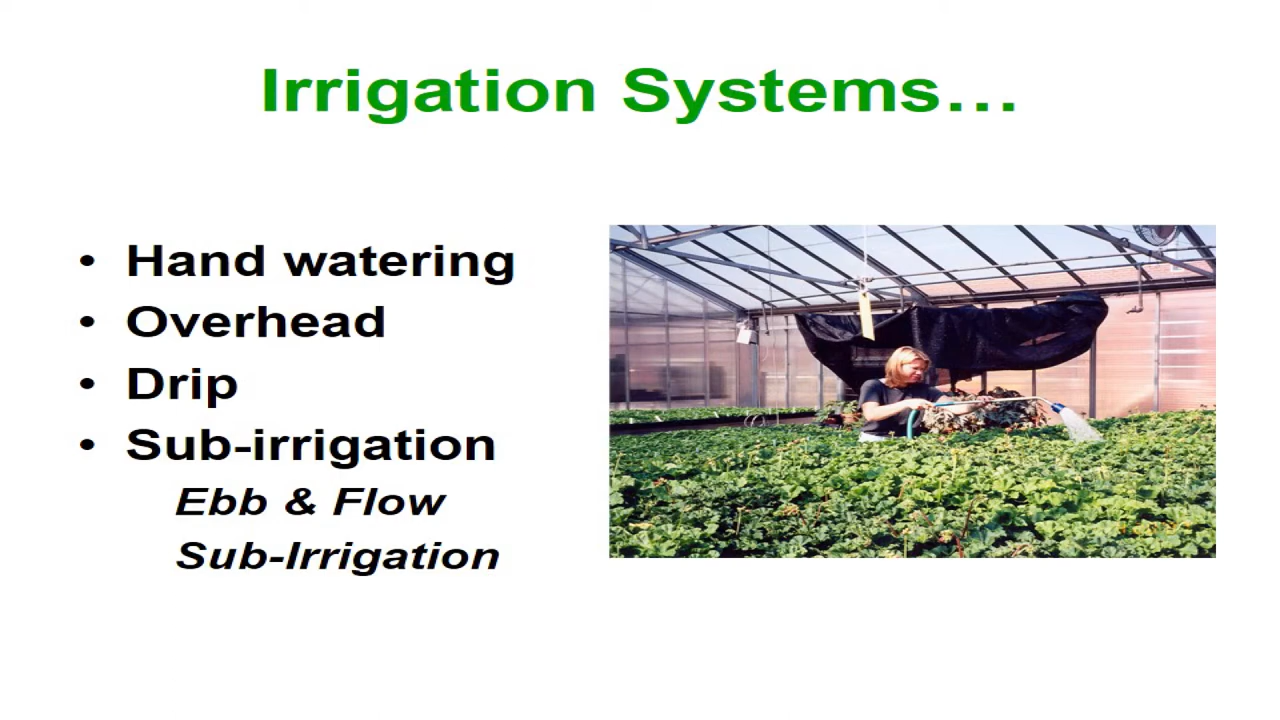 Irrigation Systems…
• Hand watering
• Overhead
• Drip
• Sub-irrigation
Ebb & Flow
Sub-Irrigation